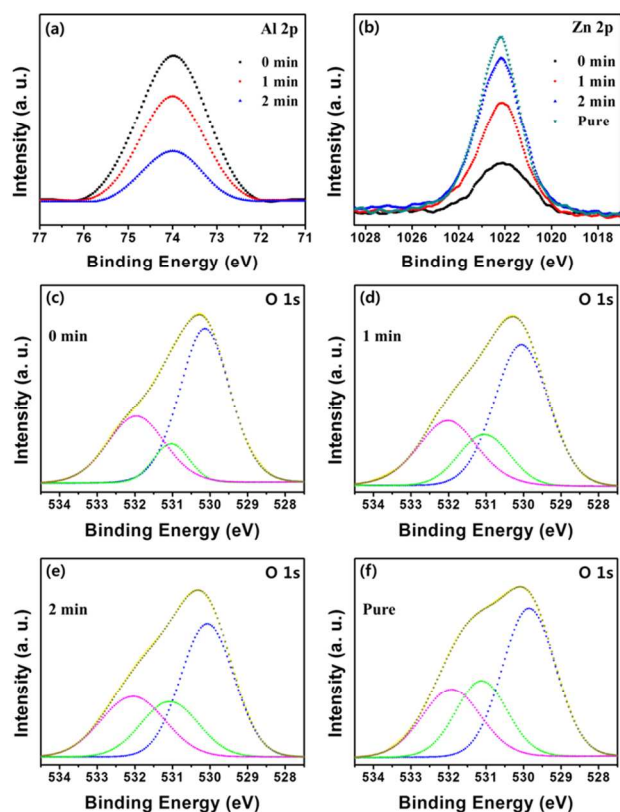 (a) Al 2p
0 min
1 min
2 min
Intensity (a. u.)
77 76 75 74 73 72 71
Binding Energy (eV)
(b) Zn 2p
0 min
1 min
2 min
Pure
Intensity (a. u.)
1028 1026 1024 1022 1020 1018
Binding Energy (eV)
(c) O 1s
0 min
Intensity (a. u.)
534 533 532 531 530 529 528
Binding Energy (eV)
(d) O 1s
1 min
Intensity (a. u.)
534 533 532 531 530 529 528
Binding Energy (eV)
(e) O 1s
2 min
Intensity (a. u.)
534 533 532 531 530 529 528
Binding Energy (eV)
(f) O 1s
Pure
Intensity (a. u.)
534 533 532 531 530 529 528
Binding Energy (eV)